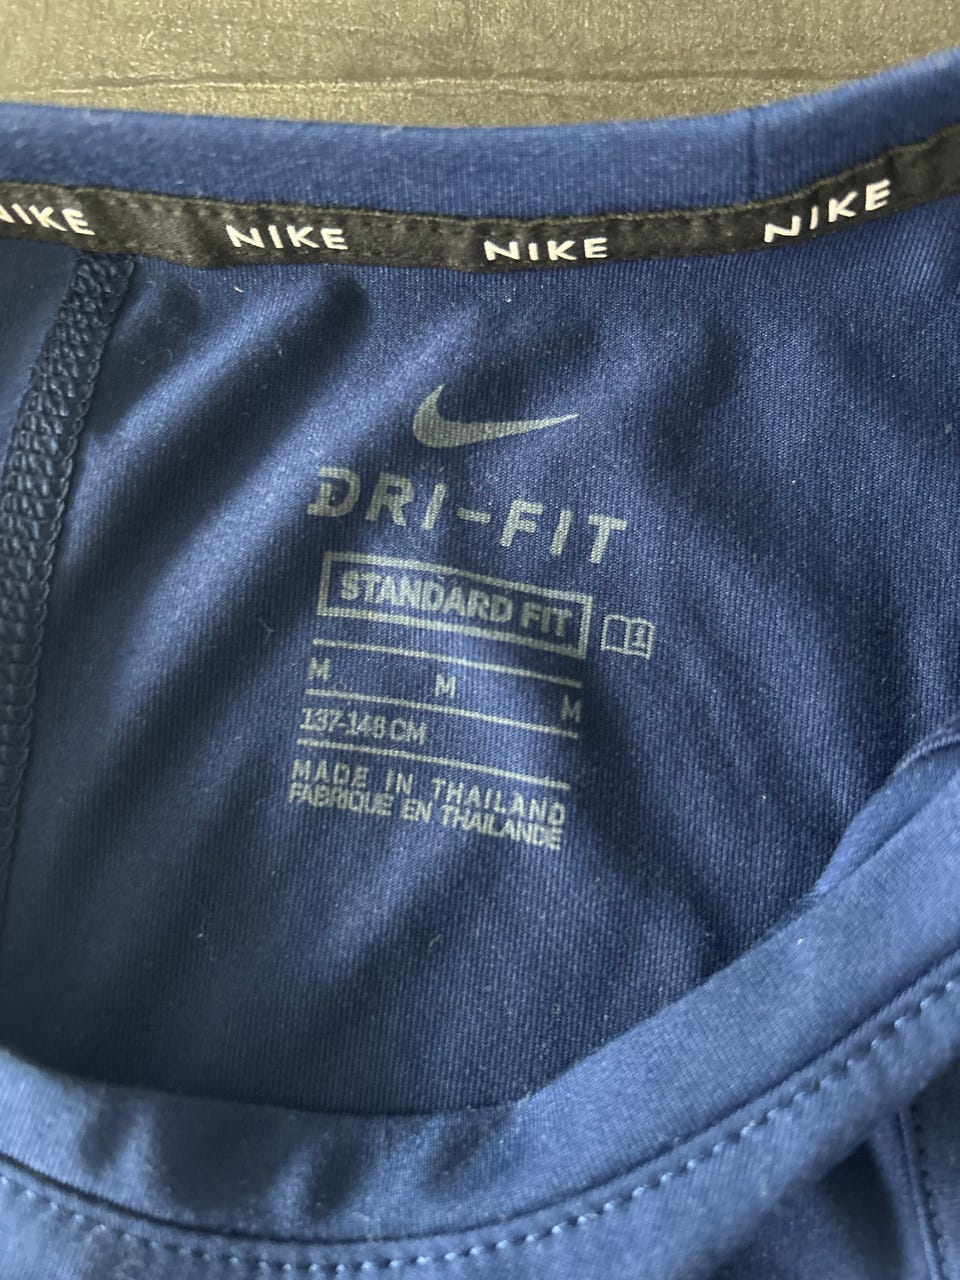 NIKE NIKE NIKE NIKE
DRI-FIT
STANDARD FIT
M M M
137-146 CM
MADE IN THAILAND
FABRIQUE EN THAILANDE